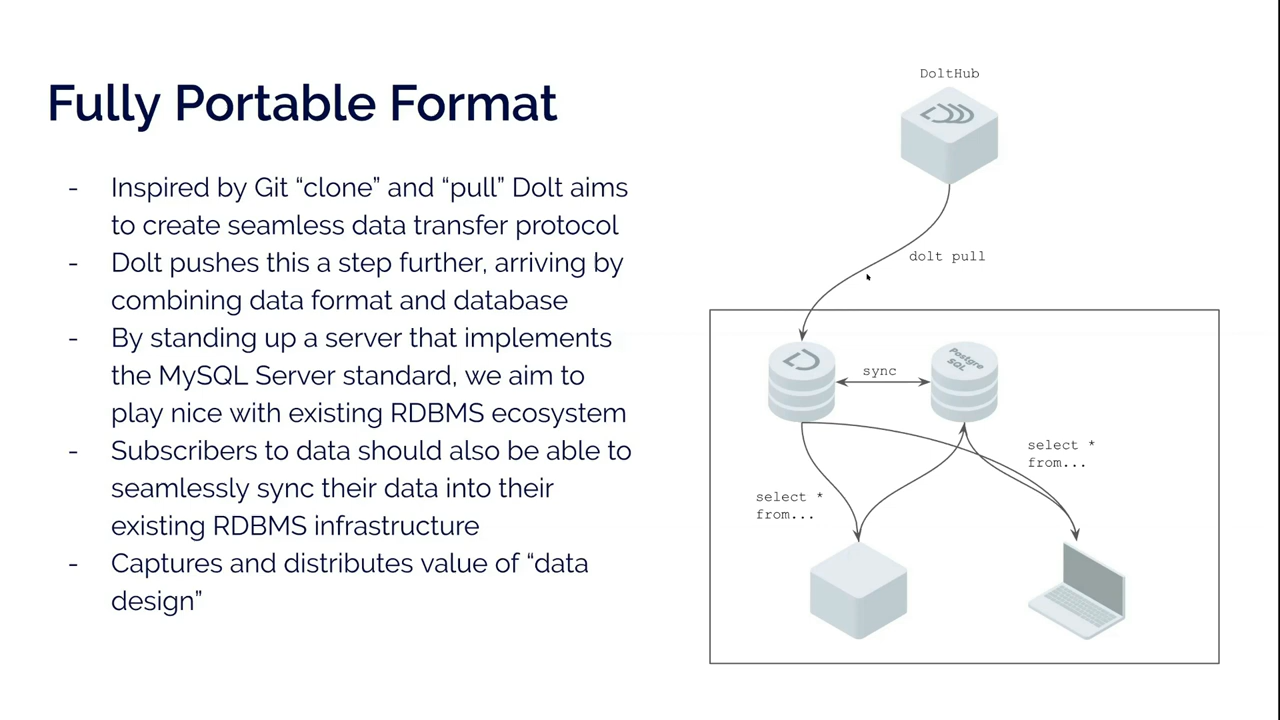 Fully Portable Format
- Inspired by Git “clone” and “pull” Dolt aims
to create seamless data transfer protocol
- Dolt pushes this a step further, arriving by
combining data format and database
- By standing up a server that implements
the MySQL Server standard, we aim to
play nice with existing RDBMS ecosystem
- Subscribers to data should also be able to
seamlessly sync their data into their
existing RDBMS infrastructure
- Captures and distributes value of “data
design”
DoltHub
dolt pull
Postgre
SQL
sync
select *
from...
select *
from...